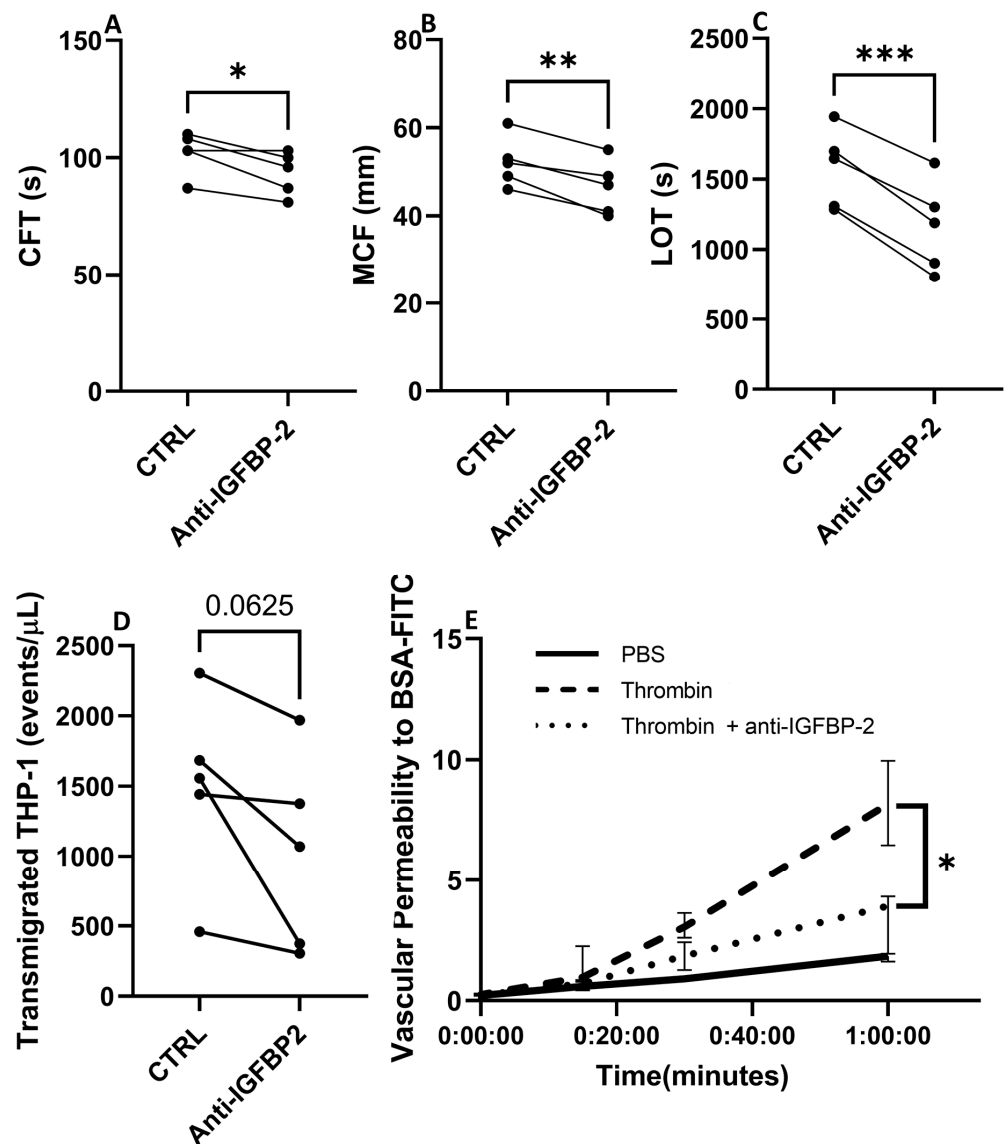 A
CFT (s)
150
100
50
0
*
CTRL
Anti-IGFBP-2
B
MCF (mm)
80
60
40
20
0
**
CTRL
Anti-IGFBP-2
C
LOT (s)
2500
2000
1500
1000
500
0
***
CTRL
Anti-IGFBP-2
D
Transmigrated THP-1 (events/μL)
2500
2000
1500
1000
500
0
0.0625
CTRL
Anti-IGFBP2
E
Vascular Permeability to BSA-FITC
15
10
5
0
PBS
Thrombin
Thrombin + anti-IGFBP-2
*
0:00:00
0:20:00
0:40:00
1:00:00
Time(minutes)